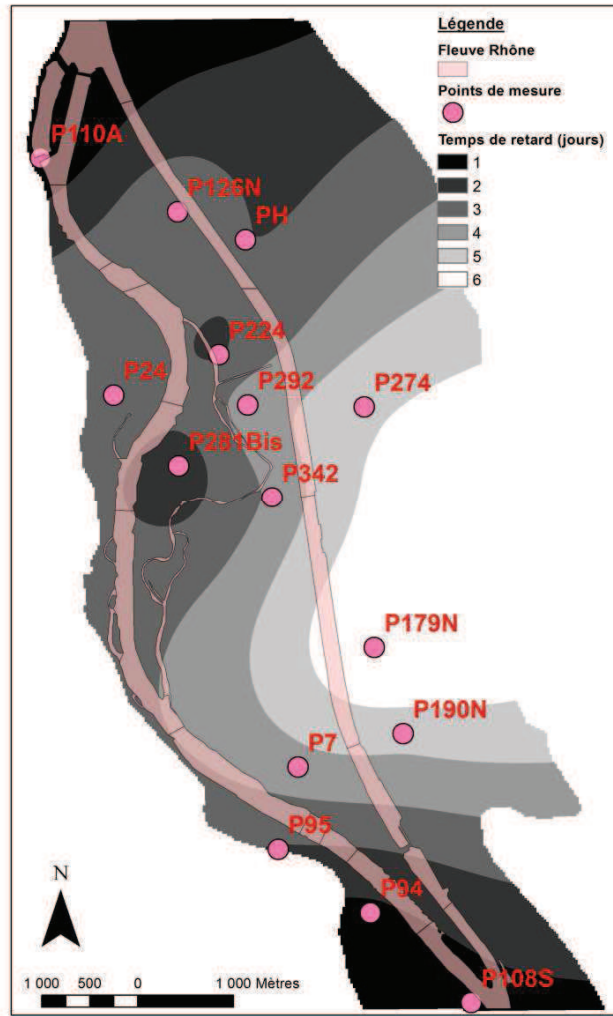 Légende
Fleuve Rhône
Points de mesure
Temps de retard (jours)
1
2
3
4
5
6
P110A
P126N
PH
P224
P24
P292
P274
P281Bis
P342
P179N
P190N
P7
P95
P94
P108S
N
1 000 500 0 1 000 Mètres